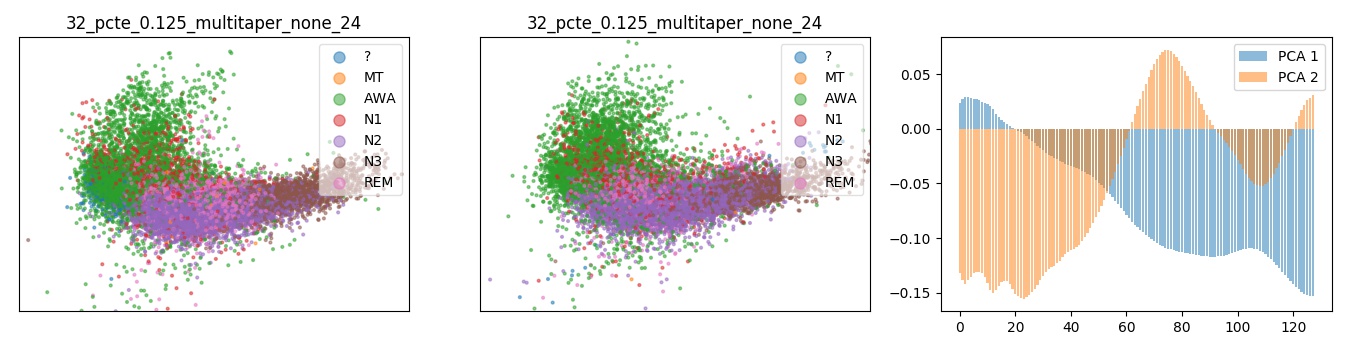 32_pcte_0.125_multitaper_none_24
?
MT
AWA
N1
N2
N3
REM
32_pcte_0.125_multitaper_none_24
?
MT
AWA
N1
N2
N3
REM
PCA 1
PCA 2
0.05
0.00
−0.05
−0.10
−0.15
0 20 40 60 80 100 120